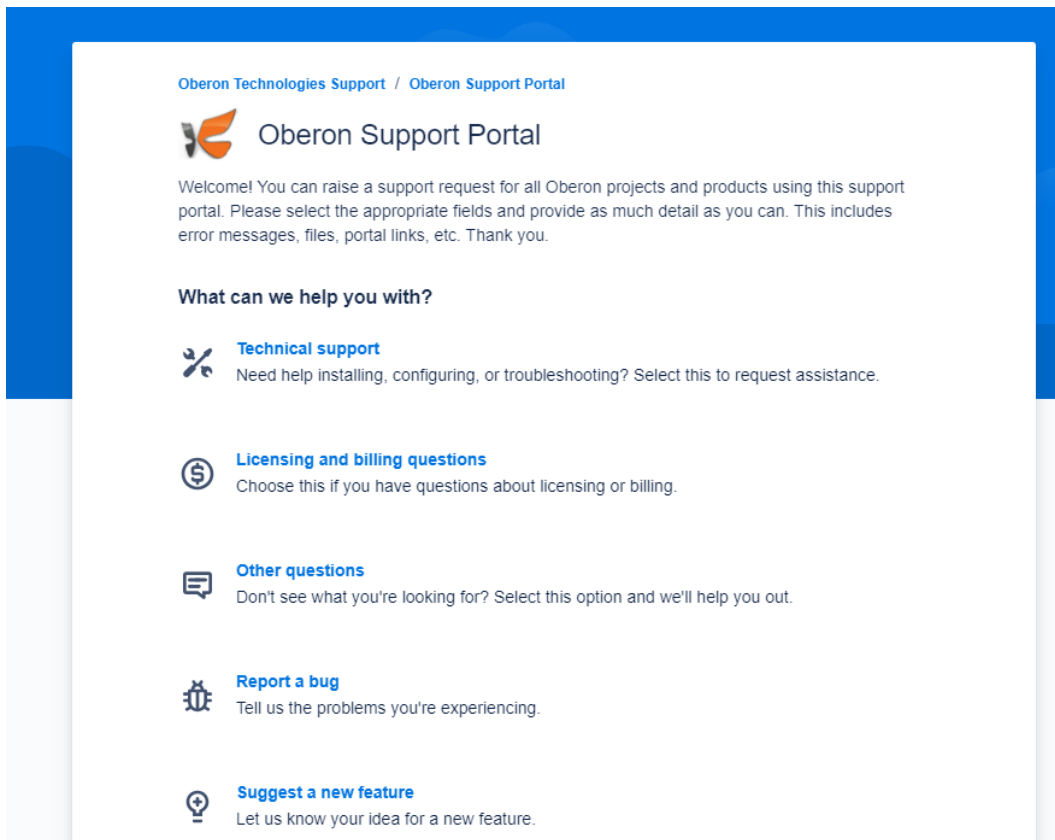 Oberon Technologies Support / Oberon Support Portal
Oberon Support Portal
Welcome! You can raise a support request for all Oberon projects and products using this support
portal. Please select the appropriate fields and provide as much detail as you can. This includes
error messages, files, portal links, etc. Thank you.
What can we help you with?
Technical support
Need help installing, configuring, or troubleshooting? Select this to request assistance.
Licensing and billing questions
Choose this if you have questions about licensing or billing.
Other questions
Don't see what you're looking for? Select this option and we'll help you out.
Report a bug
Tell us the problems you're experiencing.
Suggest a new feature
Let us know your idea for a new feature.